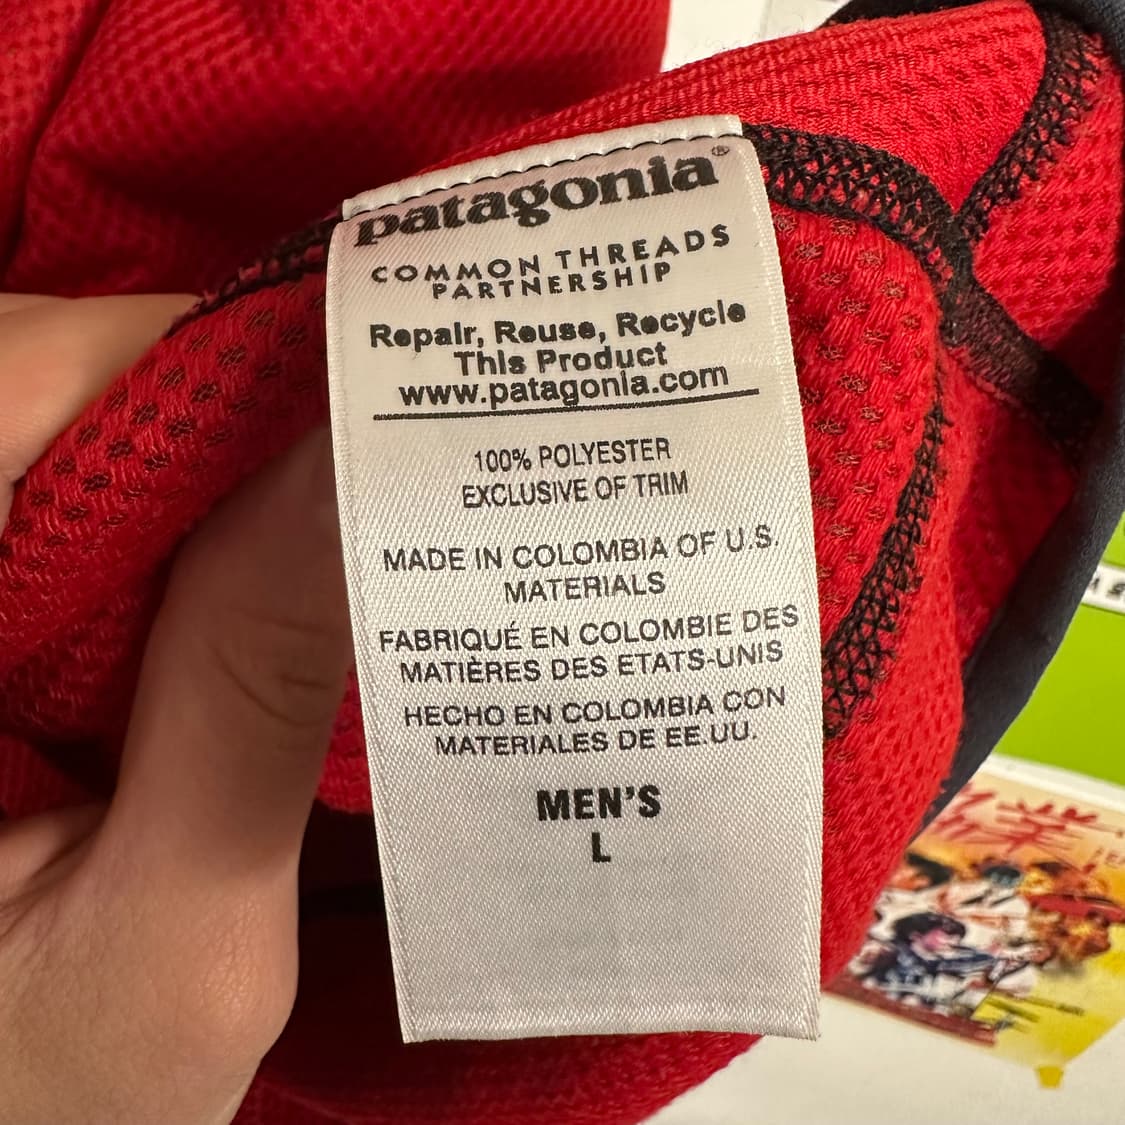 patagonia®
COMMON THREADS
PARTNERSHIP
Repair, Reuse, Recycle
This Product
www.patagonia.com
100% POLYESTER
EXCLUSIVE OF TRIM
MADE IN COLOMBIA OF U.S.
MATERIALS
FABRIQUÉ EN COLOMBIE DES
MATIÈRES DES ETATS-UNIS
HECHO EN COLOMBIA CON
MATERIALES DE EE.UU.
MEN'S
L